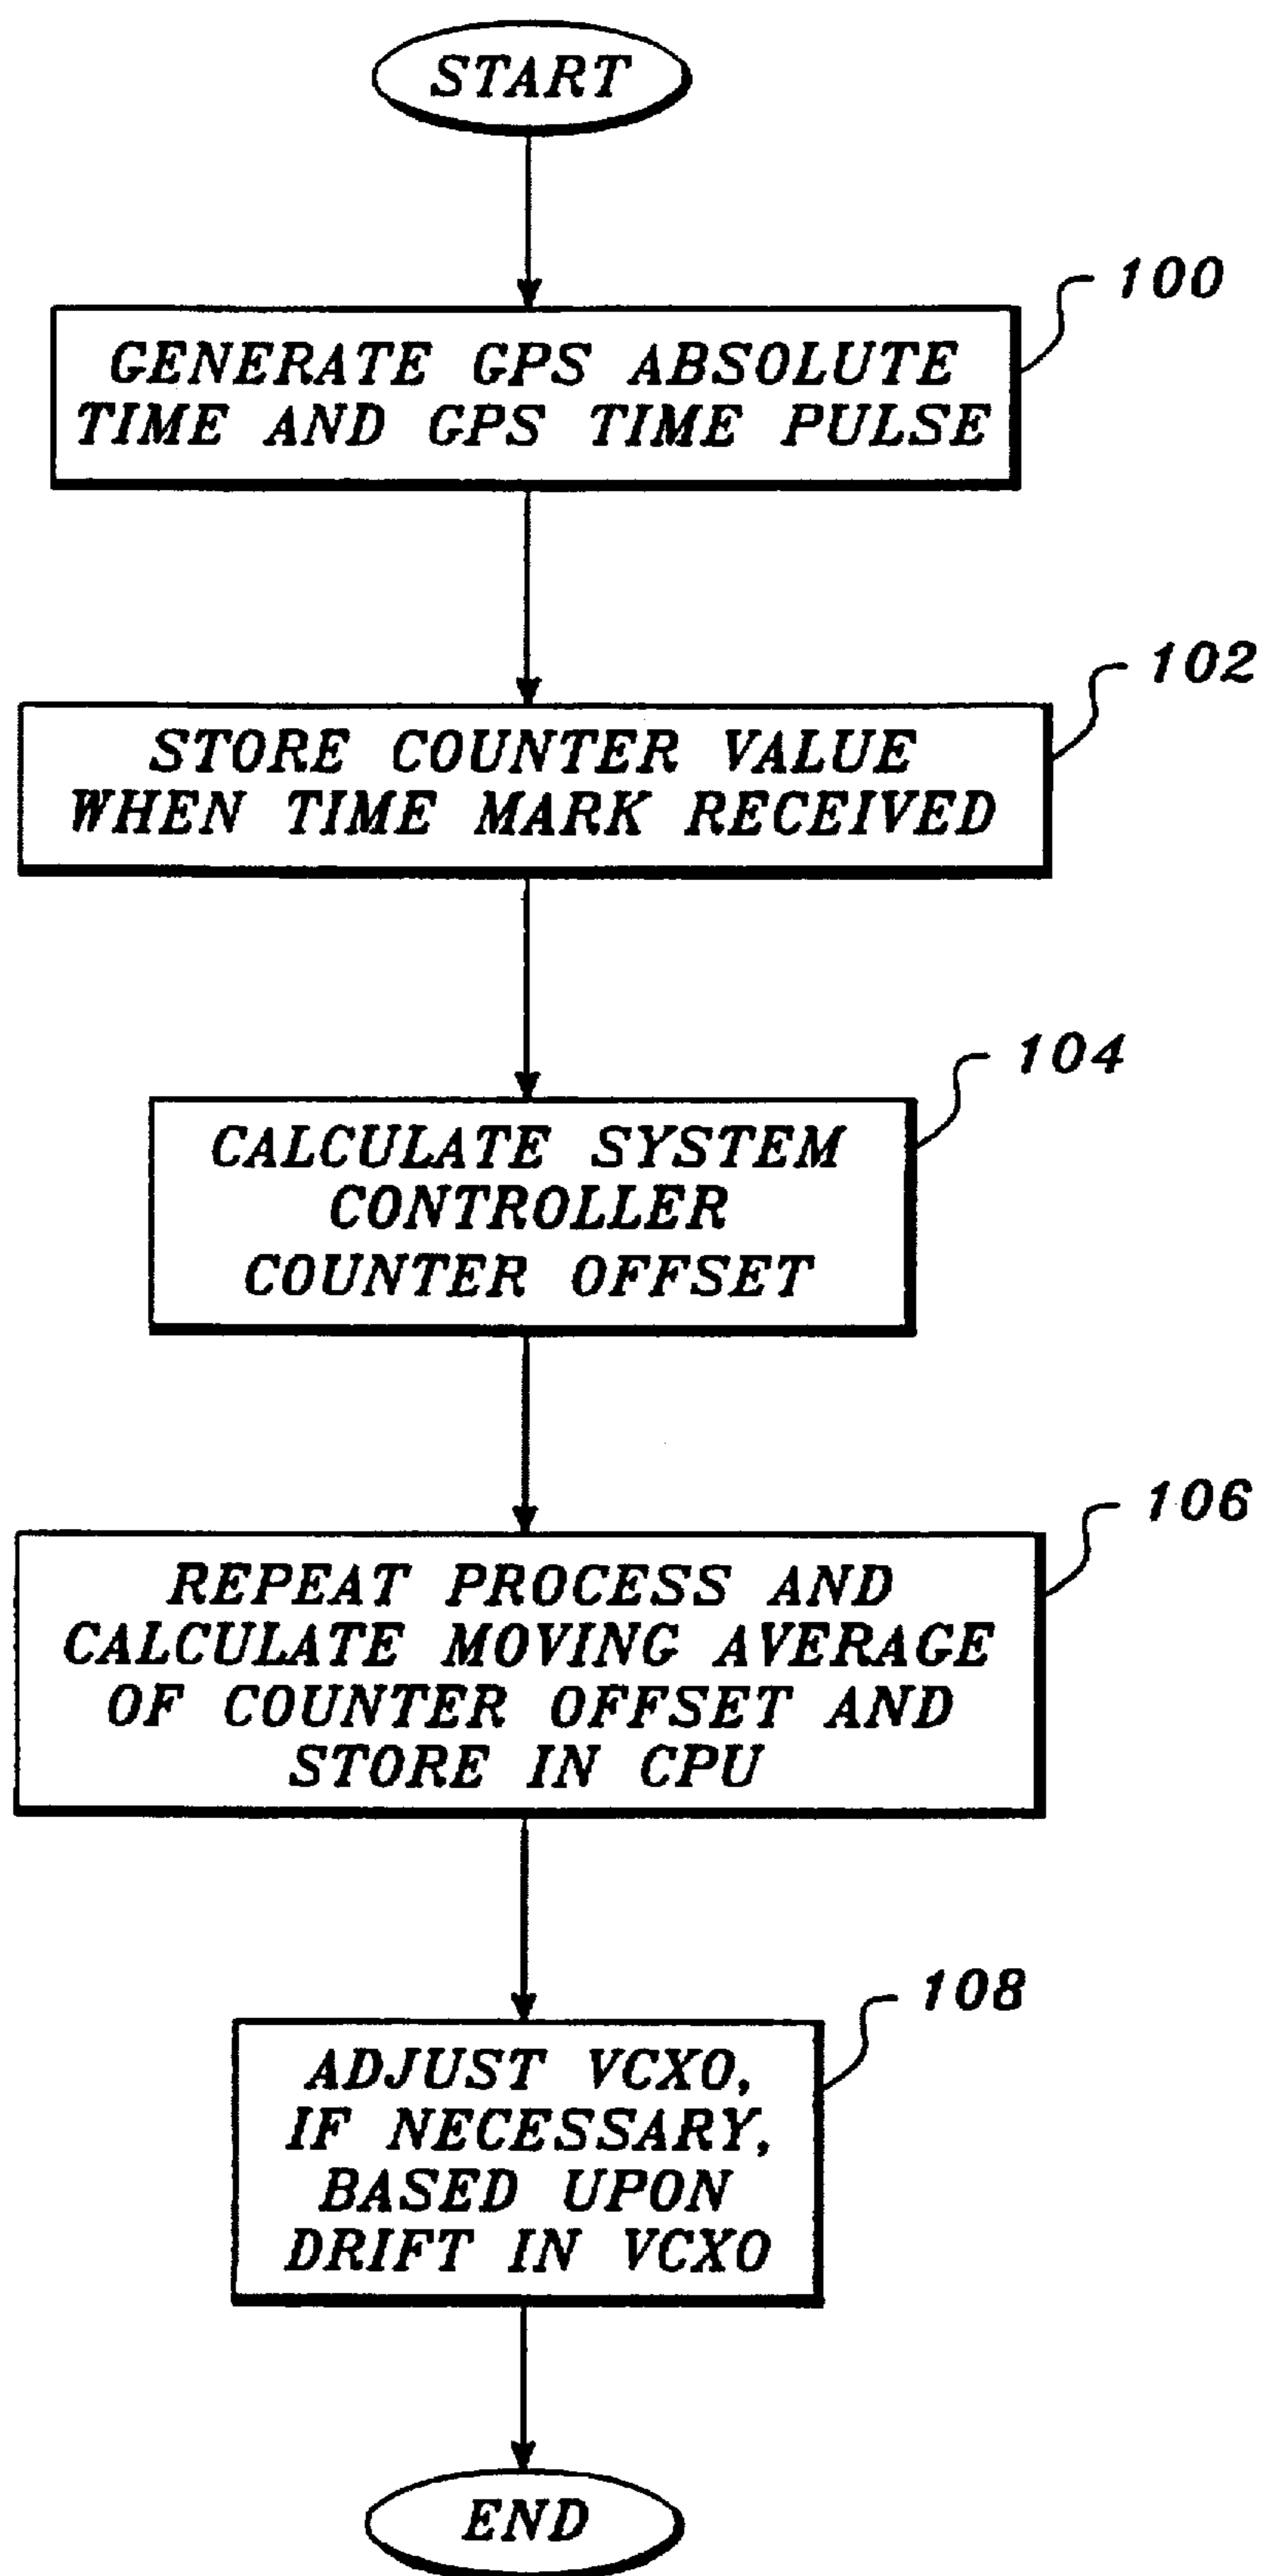 START
100
GENERATE GPS ABSOLUTE
TIME AND GPS TIME PULSE
102
STORE COUNTER VALUE
WHEN TIME MARK RECEIVED
104
CALCULATE SYSTEM
CONTROLLER
COUNTER OFFSET
106
REPEAT PROCESS AND
CALCULATE MOVING AVERAGE
OF COUNTER OFFSET AND
STORE IN CPU
108
ADJUST VCXO,
IF NECESSARY,
BASED UPON
DRIFT IN VCXO
END